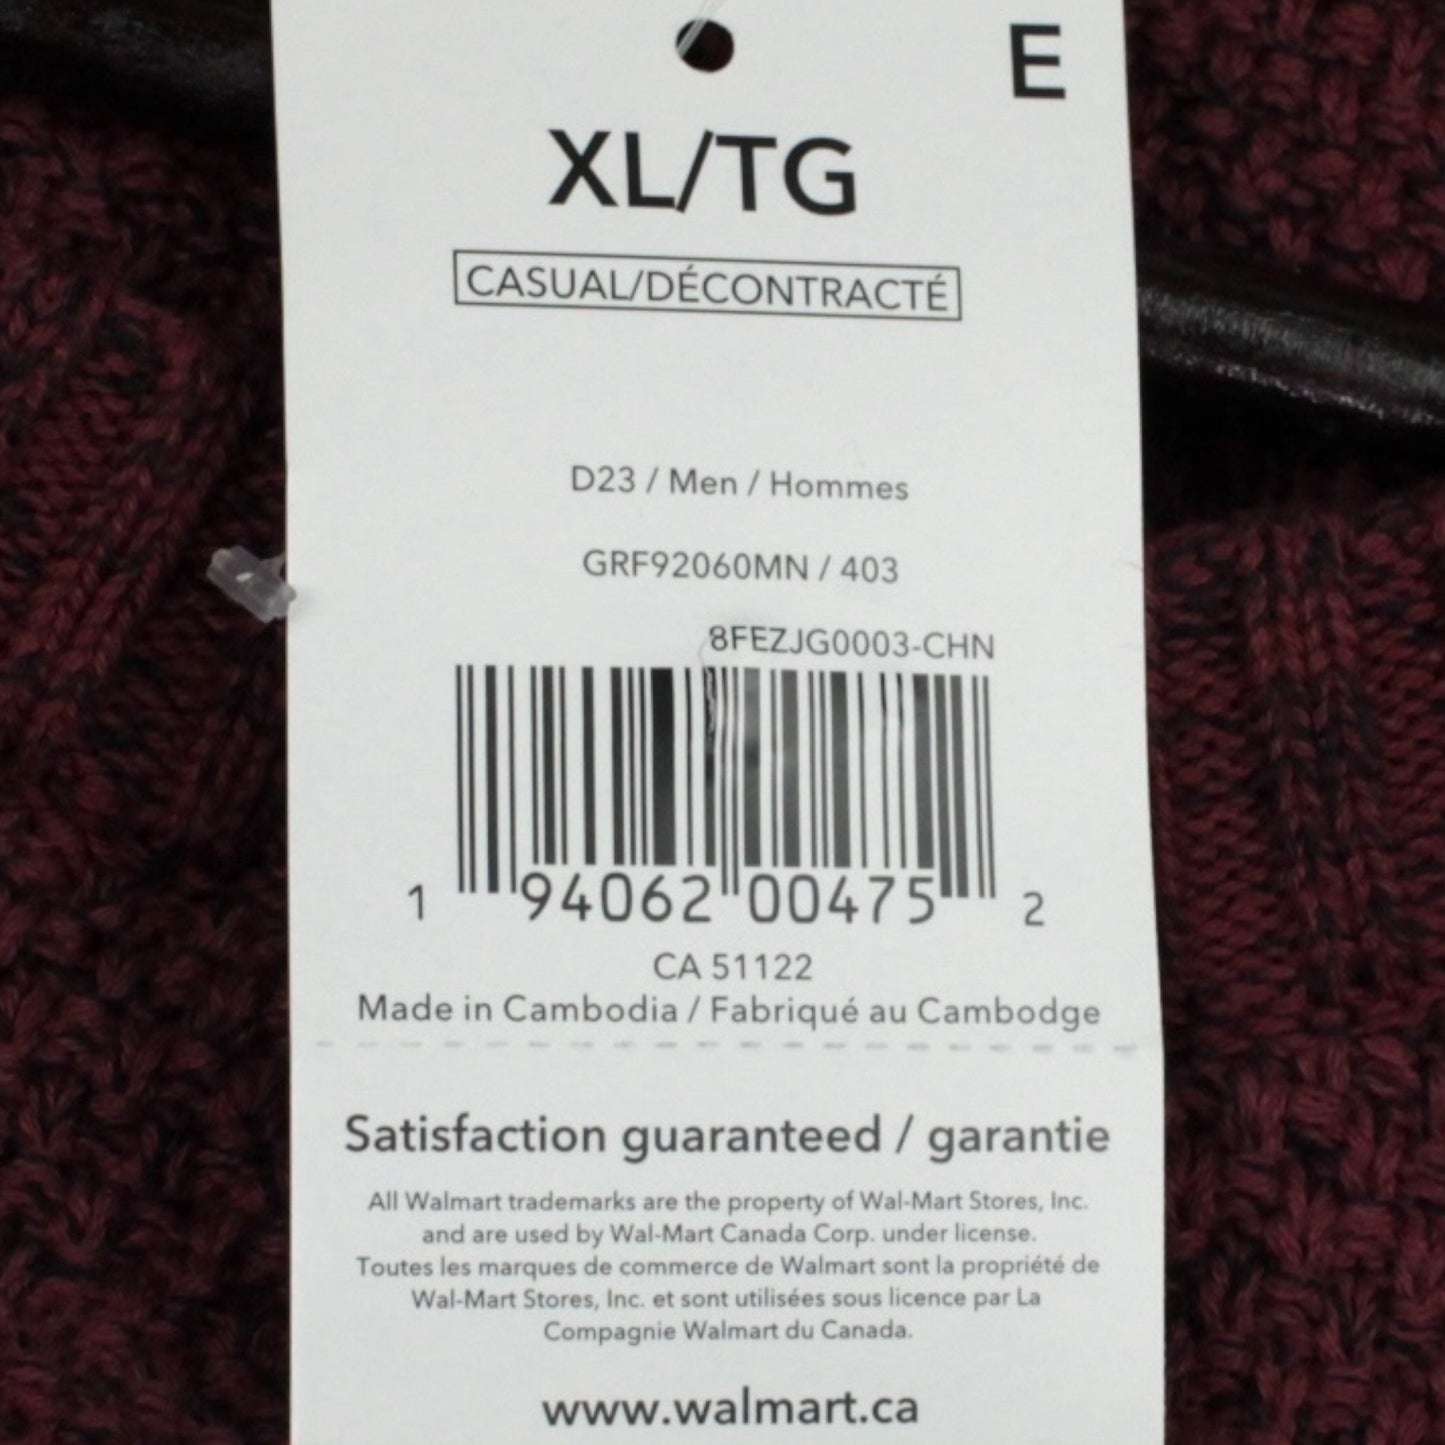 E
XL/TG
CASUAL/DÉCONTRACTÉ
D23 / Men / Hommes
GRF92060MN / 403
8FEZJG0003-CHN
1 94062 00475 2
CA 51122
Made in Cambodia / Fabriqué au Cambodge
Satisfaction guaranteed / garantie
All Walmart trademarks are the property of Wal-Mart Stores, Inc.
and are used by Wal-Mart Canada Corp. under license.
Toutes les marques de commerce de Walmart sont la propriété de
Wal-Mart Stores, Inc. et sont utilisées sous licence par La
Compagnie Walmart du Canada.
www.walmart.ca